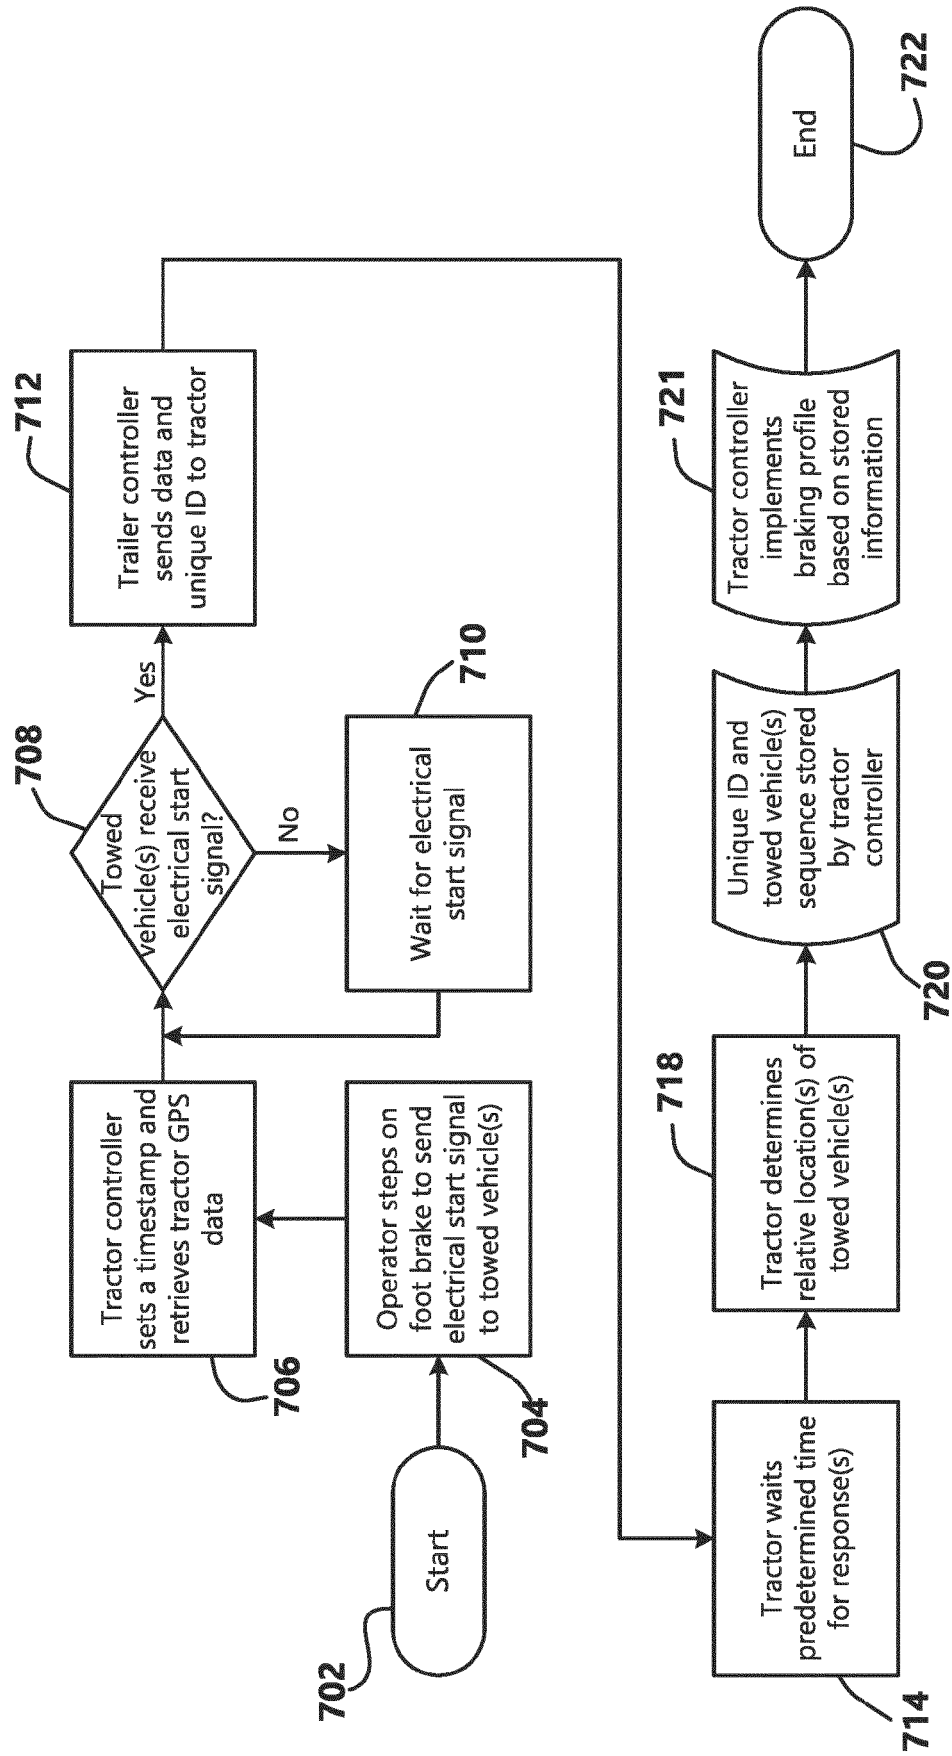 702
Start
704
Operator steps on
foot brake to send
electrical start signal
to towed vehicle(s)
706
Tractor controller
sets a timestamp and
retrieves tractor GPS
data
708
Towed
vehicle(s) receive
electrical start
signal?
No
710
Wait for electrical
start signal
Yes
712
Trailer controller
sends data and
unique ID to tractor
714
Tractor waits
predetermined time
for response(s)
718
Tractor determines
relative location(s) of
towed vehicle(s)
720
Unique ID and
towed vehicle(s)
sequence stored
by tractor
controller
721
Tractor controller
implements
braking profile
based on stored
information
722
End